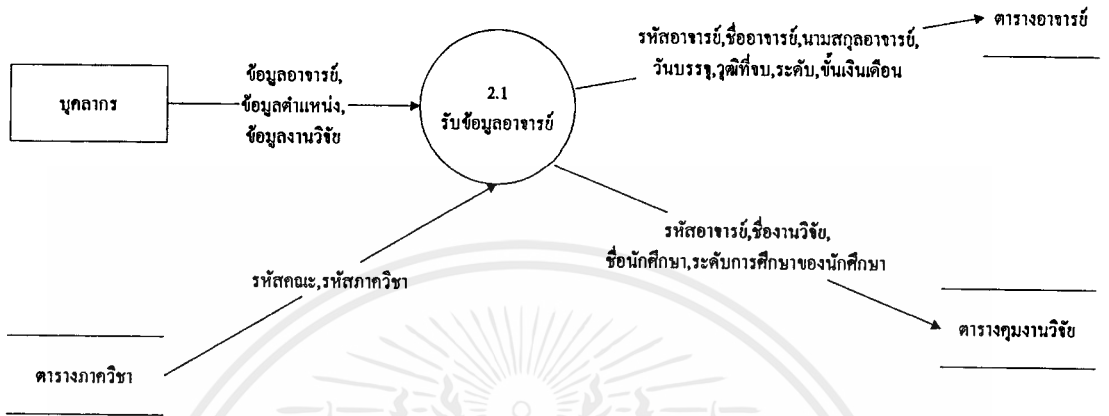 ตารางอาจารย์
รหัสอาจารย์,ชื่ออาจารย์,นามสกุลอาจารย์,
วันบรรจุ,วุฒิที่จบ,ระดับ,ขั้นเงินเดือน
ข้อมูลอาจารย์,
ข้อมูลตำแหน่ง,
ข้อมูลงานวิจัย
บุคลากร
2.1
รับข้อมูลอาจารย์
รหัสอาจารย์,ชื่องานวิจัย,
ชื่อนักศึกษา,ระดับการศึกษาของนักศึกษา
รหัสคณะ,รหัสภาควิชา
ตารางคุมงานวิจัย
ตารางภาควิชา